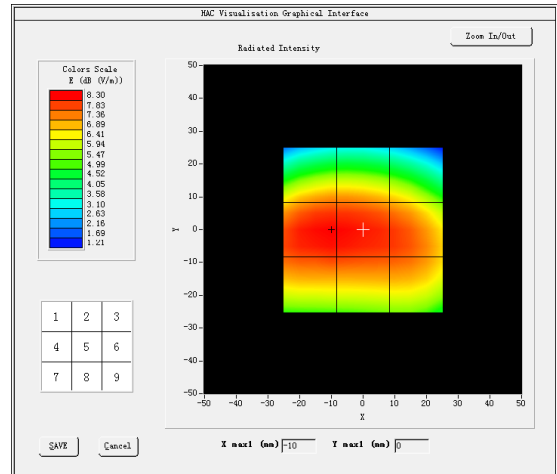 HAC Visualisation Graphical Interface
Zoom In/Out
Radiated Intensity
Colors Scale
E (dB (V/m))
8.30
7.83
7.36
6.89
6.41
5.94
5.47
4.99
4.52
4.05
3.58
3.10
2.63
2.16
1.69
1.21
50
40
30
20
10
0
-10
-20
-30
-40
-50
Y
-50 -40 -30 -20 -10 0 10 20 30 40 50
X
1 2 3
4 5 6
7 8 9
SAVE Cancel
X max1 (mm) -10 Y max1 (mm) 0